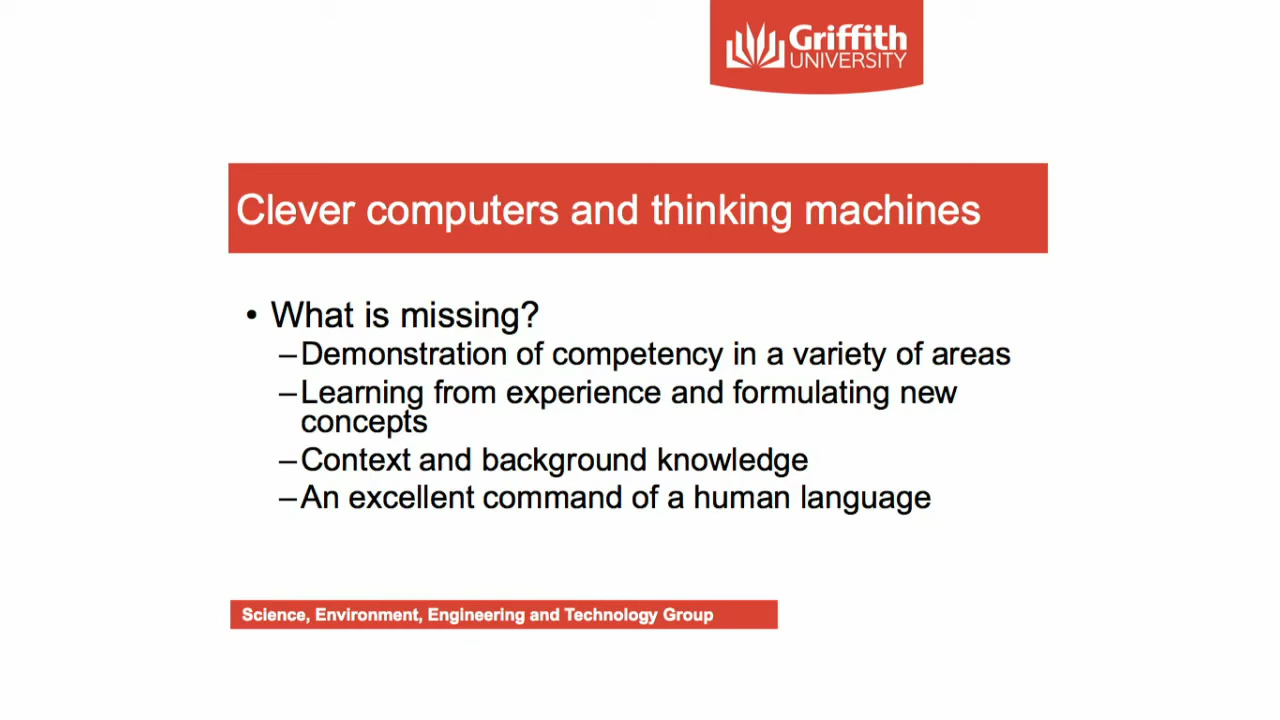 Griffith
UNIVERSITY
Clever computers and thinking machines
• What is missing?
–Demonstration of competency in a variety of areas
–Learning from experience and formulating new
concepts
–Context and background knowledge
–An excellent command of a human language
Science, Environment, Engineering and Technology Group